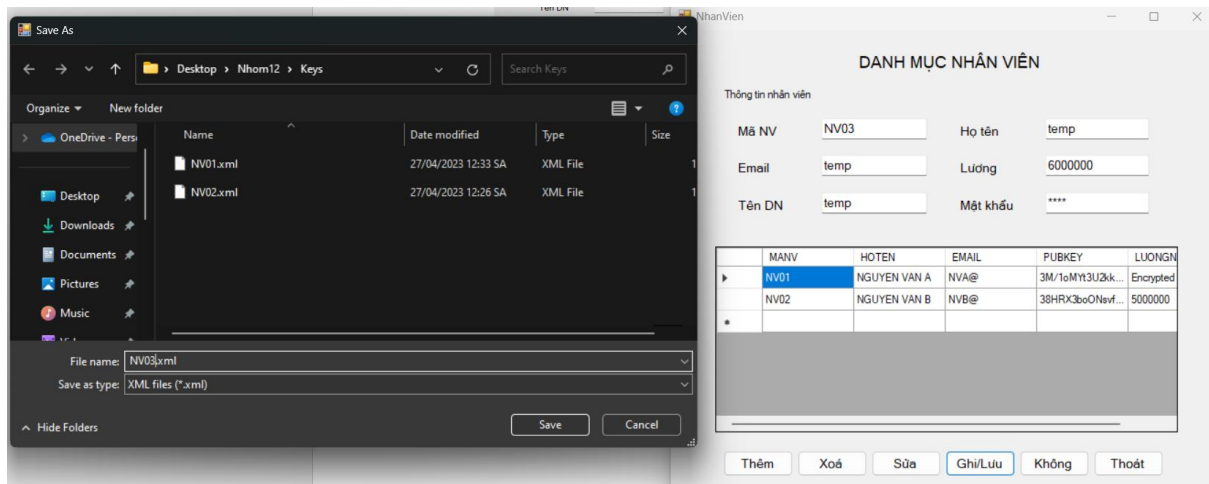 Tên DN
Save As
Desktop > Nhom12 > Keys
Search Keys
Organize
New folder
OneDrive - Pers
Name
Date modified
Type
Size
NV01.xml
27/04/2023 12:33 SA
XML File
1
NV02.xml
27/04/2023 12:26 SA
XML File
1
Desktop
Downloads
Documents
Pictures
Music
File name:
NV03.xml
Save as type:
XML files (*.xml)
Hide Folders
Save
Cancel
NhanVien
DANH MỤC NHÂN VIÊN
Thông tin nhân viên
Mã NV
NV03
Họ tên
temp
Email
temp
Lương
6000000
Tên DN
temp
Mật khẩu
****
MANV
HOTEN
EMAIL
PUBKEY
LUONGN
NV01
NGUYEN VAN A
NVA@
3M/1oMYt3U2kk...
Encrypted
NV02
NGUYEN VAN B
NVB@
38HRX3boONsvf...
5000000
Thêm
Xoá
Sửa
Ghi/Lưu
Không
Thoát